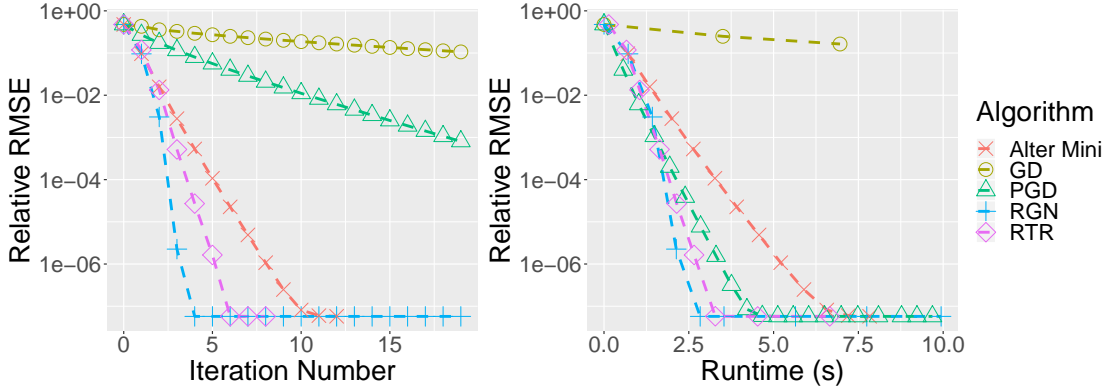 1e+00
1e−02
1e−04
1e−06
Relative RMSE
0
5
10
15
Iteration Number
1e+00
1e−02
1e−04
1e−06
Relative RMSE
0.0
2.5
5.0
7.5
10.0
Runtime (s)
Algorithm
Alter Mini
GD
PGD
RGN
RTR